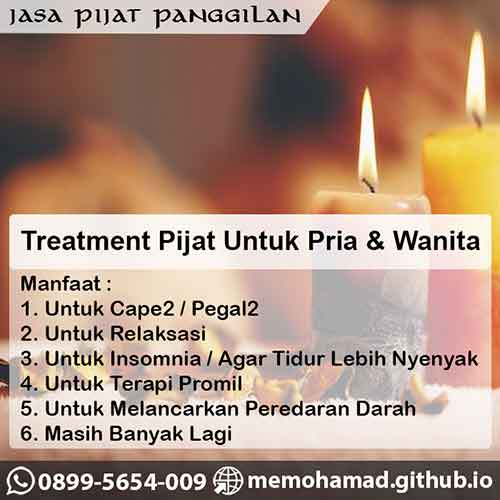 JASA PIJAT PANGGILAN
Treatment Pijat Untuk Pria & Wanita
Manfaat :
1. Untuk Cape2 / Pegal2
2. Untuk Relaksasi
3. Untuk Insomnia / Agar Tidur Lebih Nyenyak
4. Untuk Terapi Promil
5. Untuk Melancarkan Peredaran Darah
6. Masih Banyak Lagi
0899-5654-009 memohamad.github.io